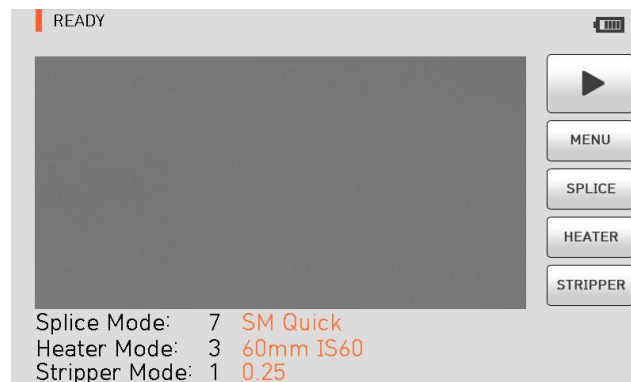 READY
MENU
SPLICE
HEATER
STRIPPER
Splice Mode: 7 SM Quick
Heater Mode: 3 60mm IS60
Stripper Mode: 1 0.25